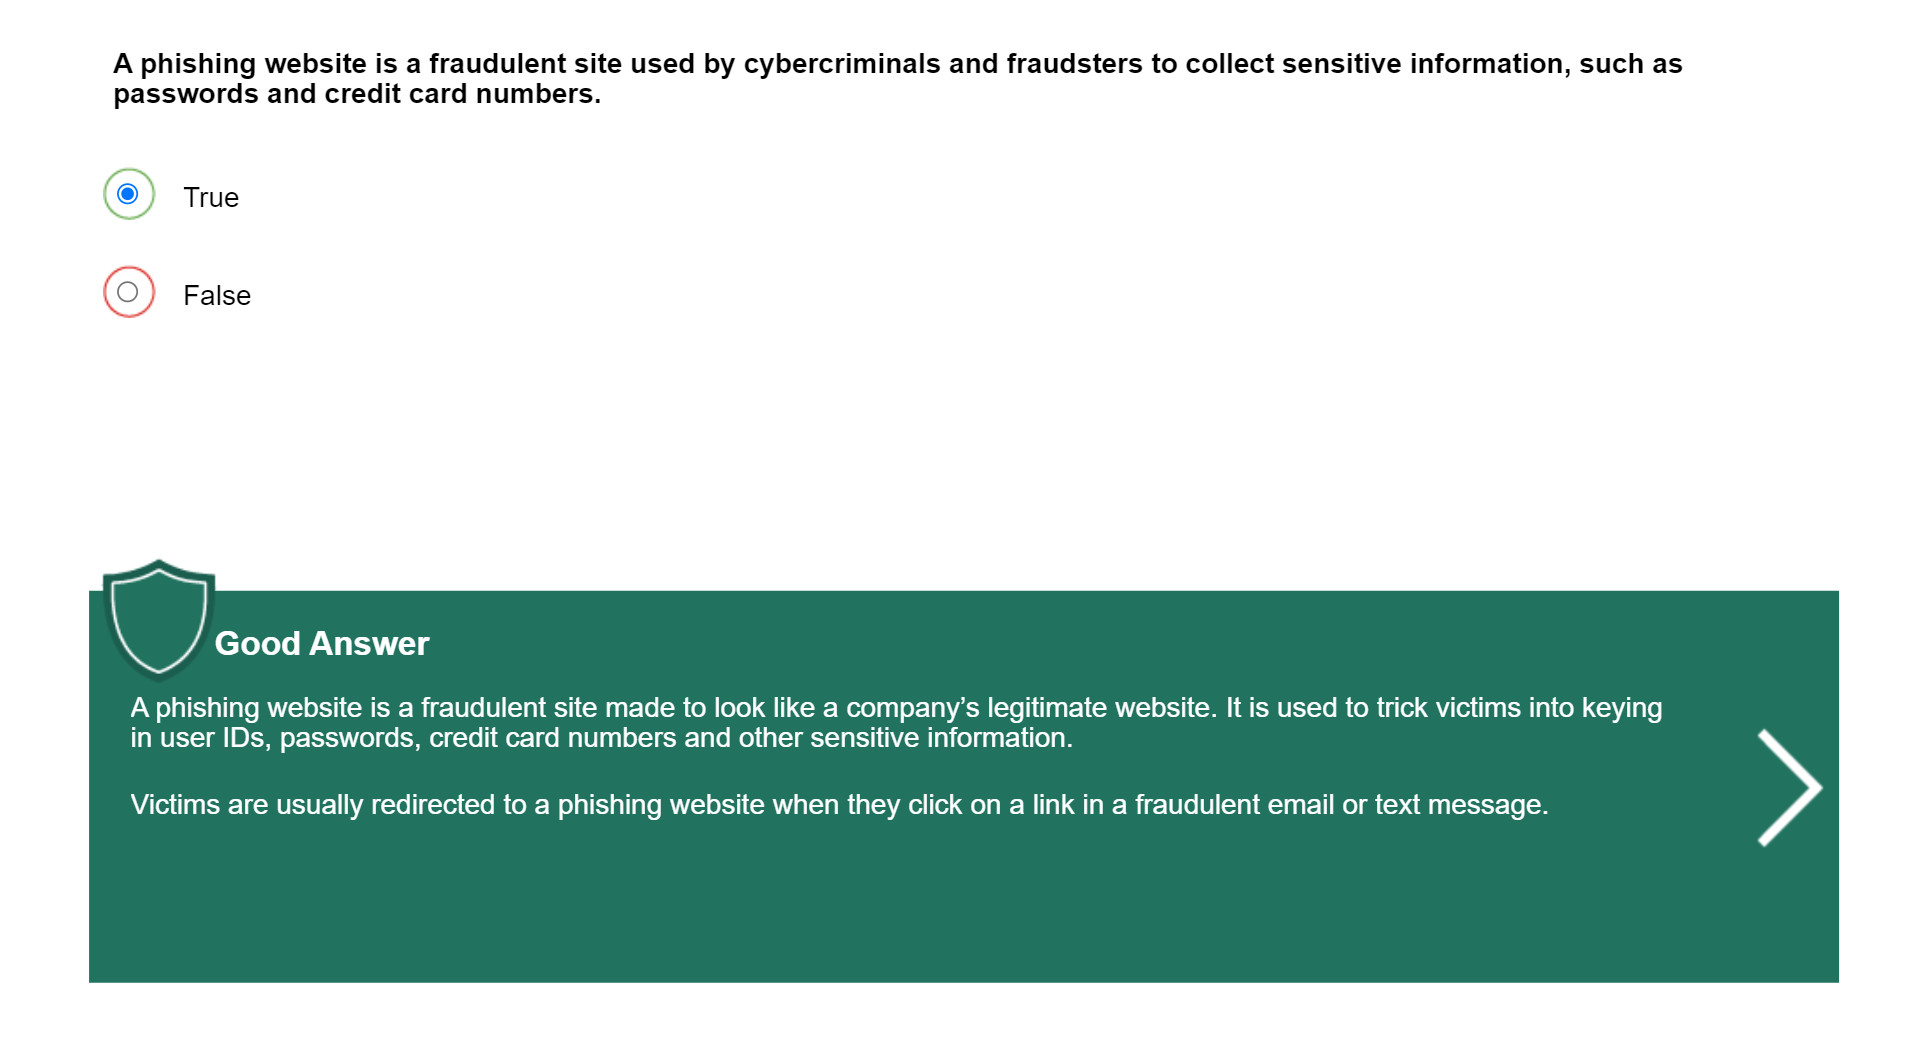 A phishing website is a fraudulent site used by cybercriminals and fraudsters to collect sensitive information, such as
passwords and credit card numbers.
True
False
Good Answer
A phishing website is a fraudulent site made to look like a company’s legitimate website. It is used to trick victims into keying
in user IDs, passwords, credit card numbers and other sensitive information.
Victims are usually redirected to a phishing website when they click on a link in a fraudulent email or text message.